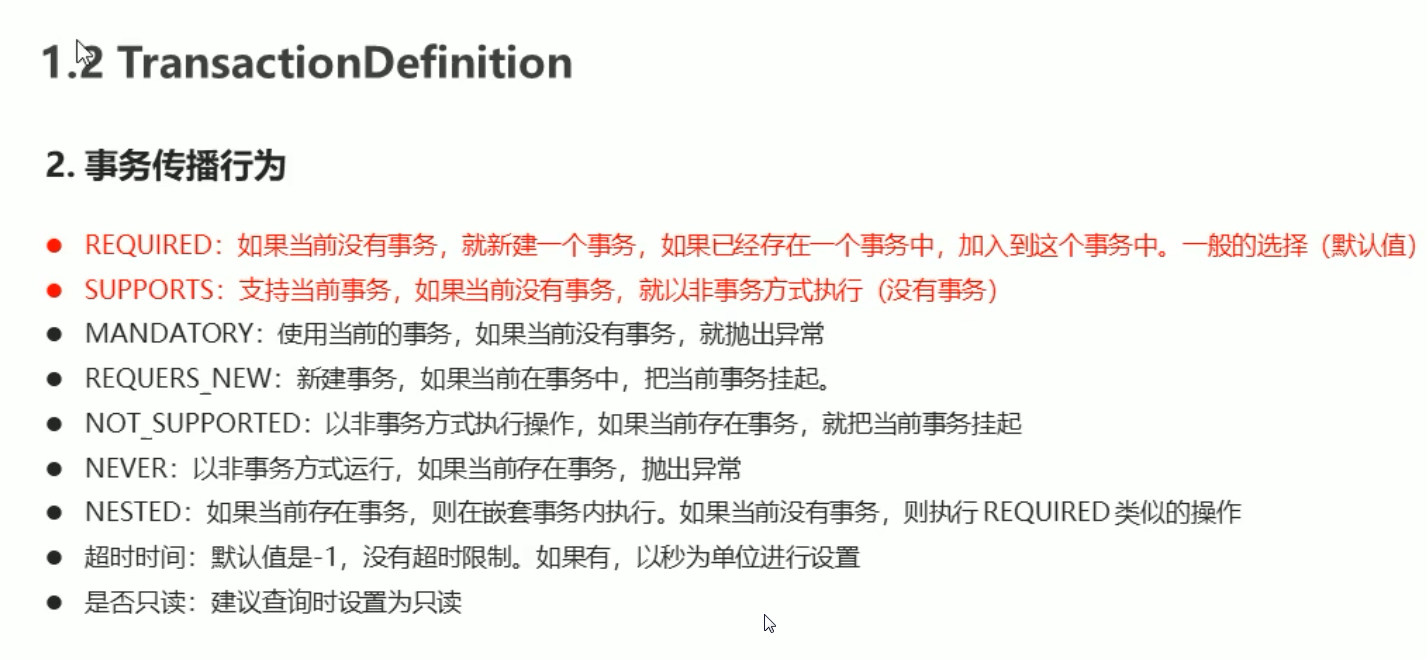 1.2 TransactionDefinition
2. 事务传播行为
● REQUIRED：如果当前没有事务，就新建一个事务，如果已经存在一个事务中，加入到这个事务中。一般的选择（默认值）
● SUPPORTS：支持当前事务，如果当前没有事务，就以非事务方式执行（没有事务）
● MANDATORY：使用当前的事务，如果当前没有事务，就抛出异常
● REQUERS_NEW：新建事务，如果当前在事务中，把当前事务挂起。
● NOT_SUPPORTED：以非事务方式执行操作，如果当前存在事务，就把当前事务挂起
● NEVER：以非事务方式运行，如果当前存在事务，抛出异常
● NESTED：如果当前存在事务，则在嵌套事务内执行。如果当前没有事务，则执行 REQUIRED 类似的操作
● 超时时间：默认值是-1，没有超时限制。如果有，以秒为单位进行设置
● 是否只读：建议查询时设置为只读